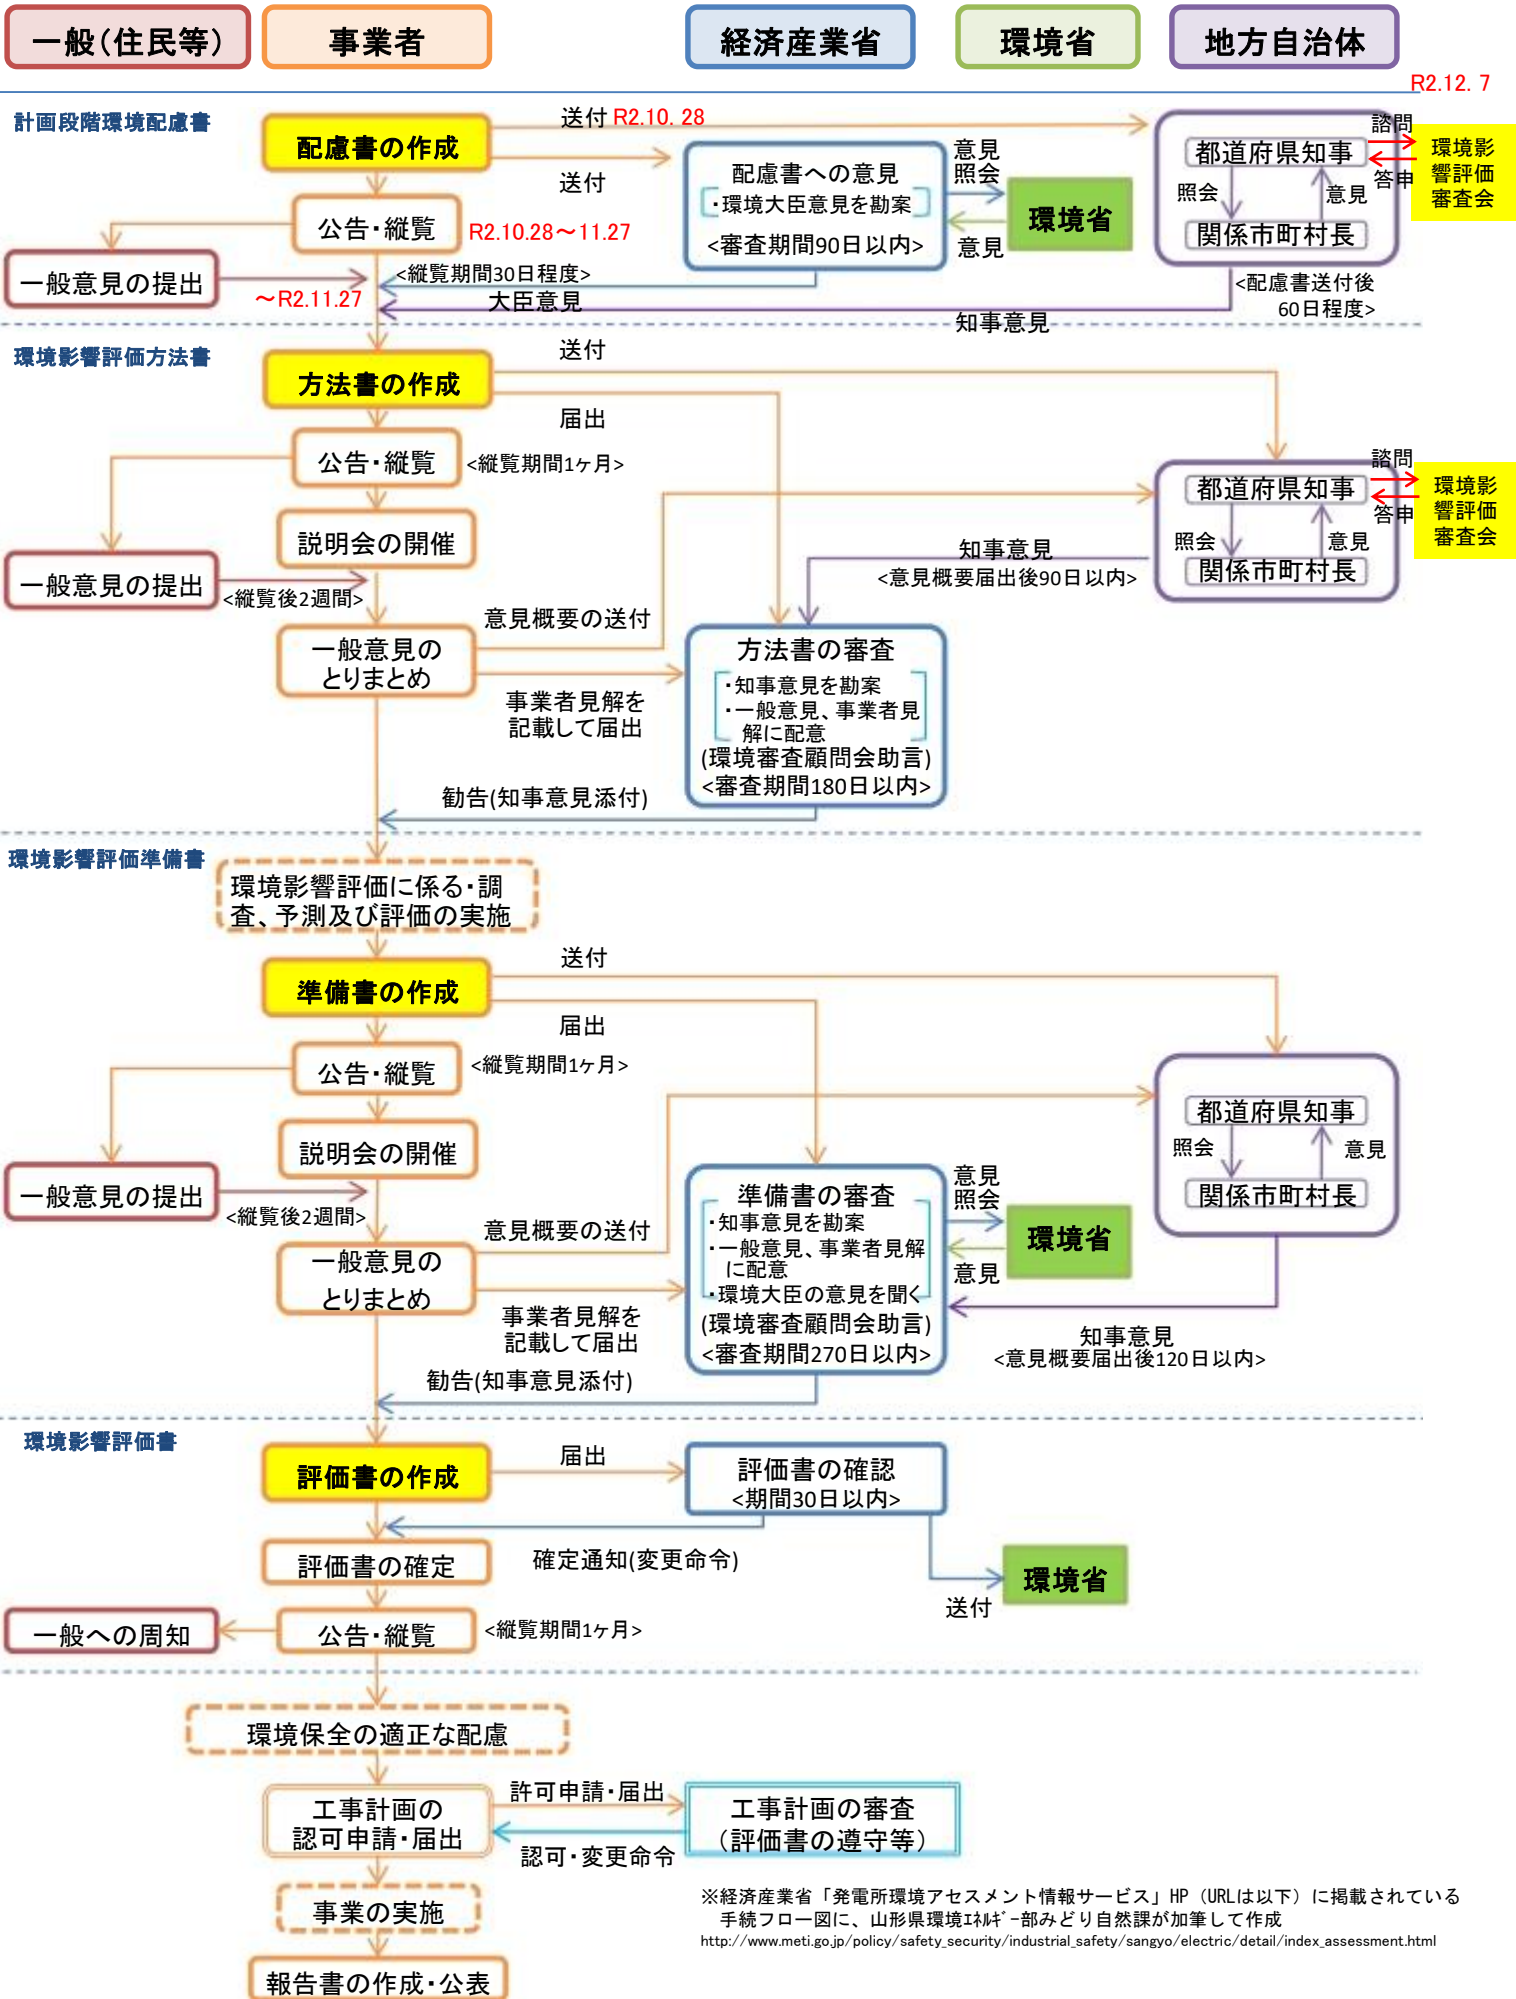 一般(住民等)
事業者
経済産業省
環境省
地方自治体
R2.12. 7
計画段階環境配慮書
配慮書の作成
送付 R2.10. 28
送付
公告・縦覧
R2.10.28～11.27
一般意見の提出
～R2.11.27
<縦覧期間30日程度>
大臣意見
配慮書への意見
・環境大臣意見を勘案
<審査期間90日以内>
意見
照会
環境省
意見
都道府県知事
照会
意見
関係市町村長
諮問
答申
環境影
響評価
審査会
<配慮書送付後
60日程度>
知事意見
環境影響評価方法書
方法書の作成
送付
届出
公告・縦覧
<縦覧期間1ヶ月>
説明会の開催
一般意見の提出
<縦覧後2週間>
一般意見の
とりまとめ
意見概要の送付
事業者見解を
記載して届出
都道府県知事
照会
意見
関係市町村長
諮問
答申
環境影
響評価
審査会
知事意見
<意見概要届出後90日以内>
方法書の審査
・知事意見を勘案
・一般意見、事業者見
解に配意
(環境審査顧問会助言)
<審査期間180日以内>
勧告(知事意見添付)
環境影響評価準備書
環境影響評価に係る・調
査、予測及び評価の実施
準備書の作成
送付
届出
公告・縦覧
<縦覧期間1ヶ月>
説明会の開催
一般意見の提出
<縦覧後2週間>
一般意見の
とりまとめ
意見概要の送付
事業者見解を
記載して届出
都道府県知事
照会
意見
関係市町村長
準備書の審査
・知事意見を勘案
・一般意見、事業者見解
に配意
・環境大臣の意見を聞く
(環境審査顧問会助言)
<審査期間270日以内>
意見
照会
環境省
意見
知事意見
<意見概要届出後120日以内>
勧告(知事意見添付)
環境影響評価書
評価書の作成
届出
評価書の確認
<期間30日以内>
確定通知(変更命令)
評価書の確定
環境省
送付
一般への周知
公告・縦覧
<縦覧期間1ヶ月>
環境保全の適正な配慮
工事計画の
認可申請・届出
許可申請・届出
認可・変更命令
工事計画の審査
（評価書の遵守等）
事業の実施
報告書の作成・公表
※経済産業省「発電所環境アセスメント情報サービス」HP（URLは以下）に掲載されている
手続フロー図に、山形県環境ｴﾈﾙｷﾞｰ部みどり自然課が加筆して作成
http://www.meti.go.jp/policy/safety_security/industrial_safety/sangyo/electric/detail/index_assessment.html